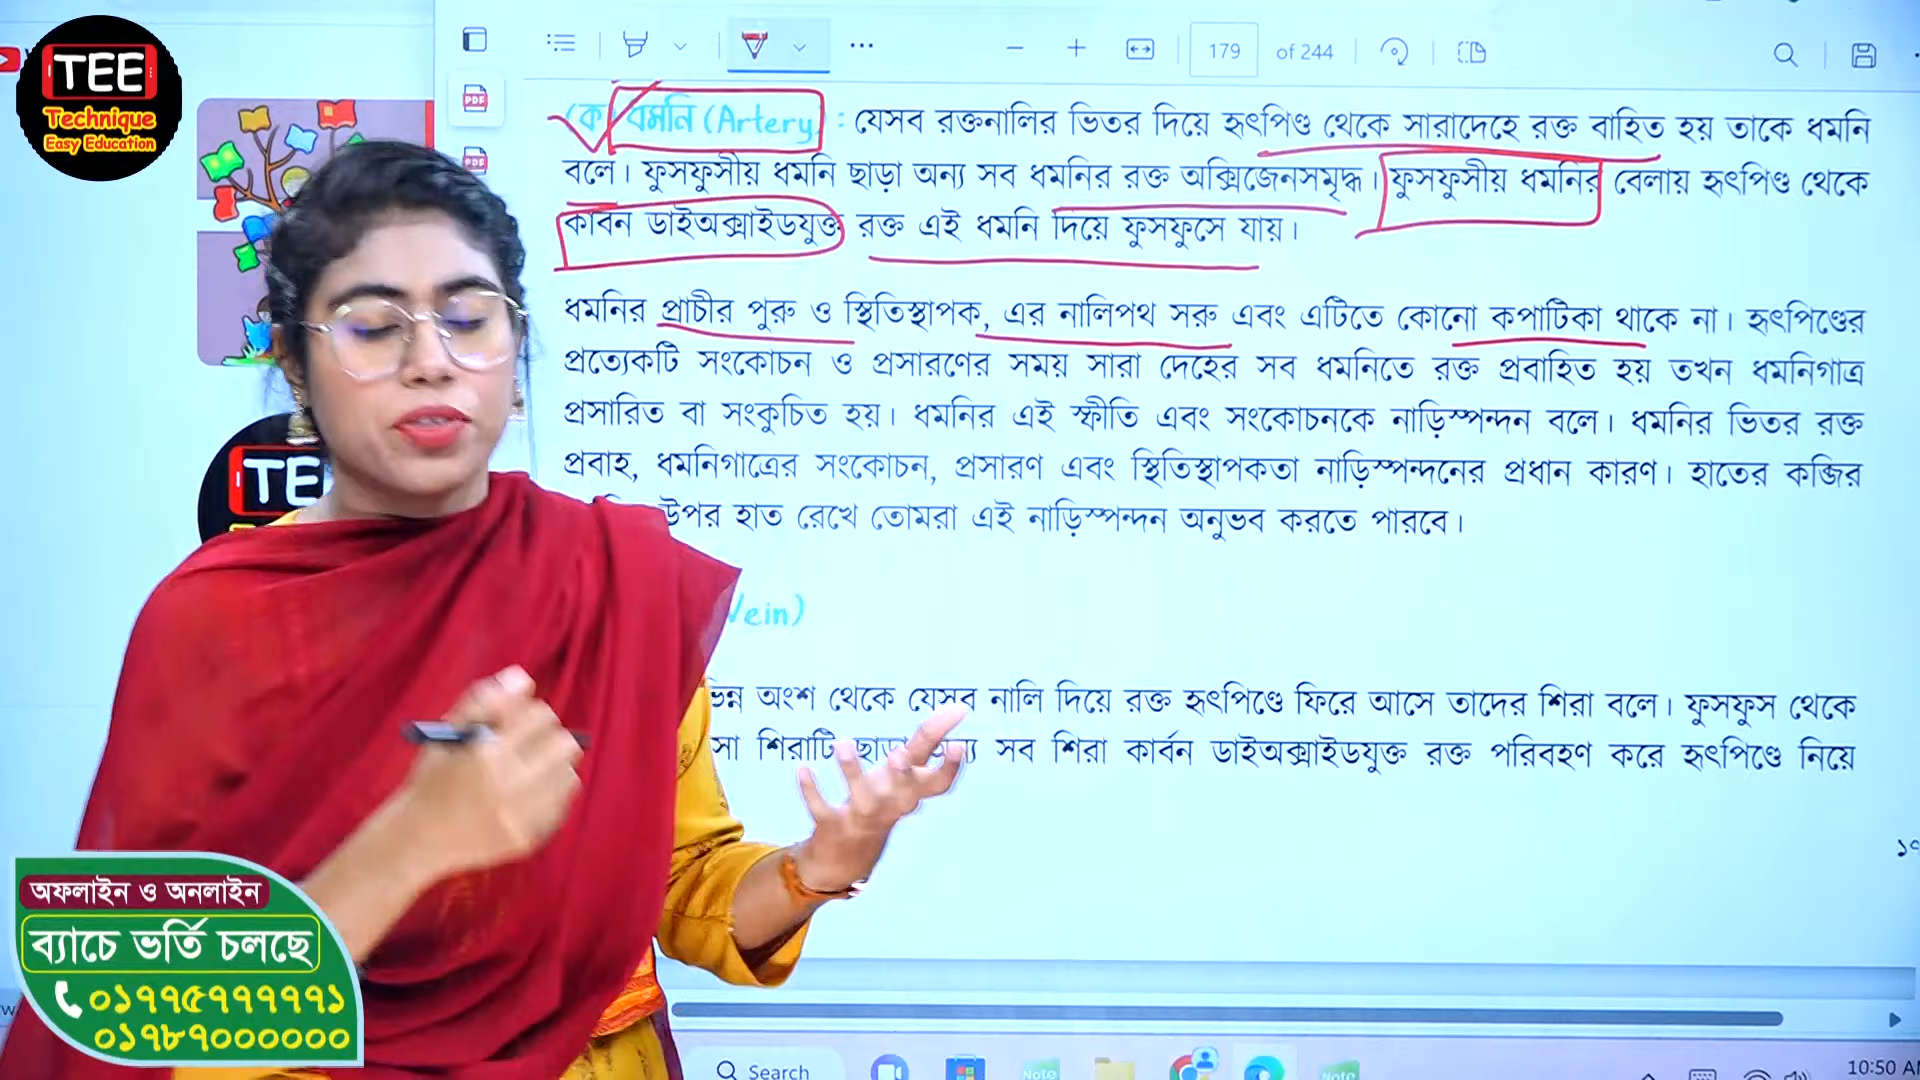 TEE
Technique
Easy Education
179 of 244
(ক) ধমনি (Artery) : যেসব রক্তনালির ভিতর দিয়ে হৃৎপিণ্ড থেকে সারাদেহে রক্ত বাহিত হয় তাকে ধমনি
বলে। ফুসফুসীয় ধমনি ছাড়া অন্য সব ধমনির রক্ত অক্সিজেনসমৃদ্ধ। ফুসফুসীয় ধমনির বেলায় হৃৎপিণ্ড থেকে
কার্বন ডাইঅক্সাইডযুক্ত রক্ত এই ধমনি দিয়ে ফুসফুসে যায়।
ধমনির প্রাচীর পুরু ও স্থিতিস্থাপক, এর নালিপথ সরু এবং এটিতে কোনো কপাটিকা থাকে না। হৃৎপিণ্ডের
প্রত্যেকটি সংকোচন ও প্রসারণের সময় সারা দেহের সব ধমনিতে রক্ত প্রবাহিত হয় তখন ধমনিগাত্র
প্রসারিত বা সংকুচিত হয়। ধমনির এই স্ফীতি এবং সংকোচনকে নাড়িস্পন্দন বলে। ধমনির ভিতর রক্ত
প্রবাহ, ধমনিগাত্রের সংকোচন, প্রসারণ এবং স্থিতিস্থাপকতা নাড়িস্পন্দনের প্রধান কারণ। হাতের কব্জির
উপর হাত রেখে তোমরা এই নাড়িস্পন্দন অনুভব করতে পারবে।
Vein)
অংশ থেকে যেসব নালি দিয়ে রক্ত হৃৎপিণ্ডে ফিরে আসে তাদের শিরা বলে। ফুসফুস থেকে
শিরাটি ছাড়া অন্য সব শিরা কার্বন ডাইঅক্সাইডযুক্ত রক্ত পরিবহণ করে হৃৎপিণ্ডে নিয়ে
অফলাইন ও অনলাইন
ব্যাচে ভর্তি চলছে
০১৭৭৫৭৭৭৭৭১
০১৭৮৭০০০০০০
Search
10:50